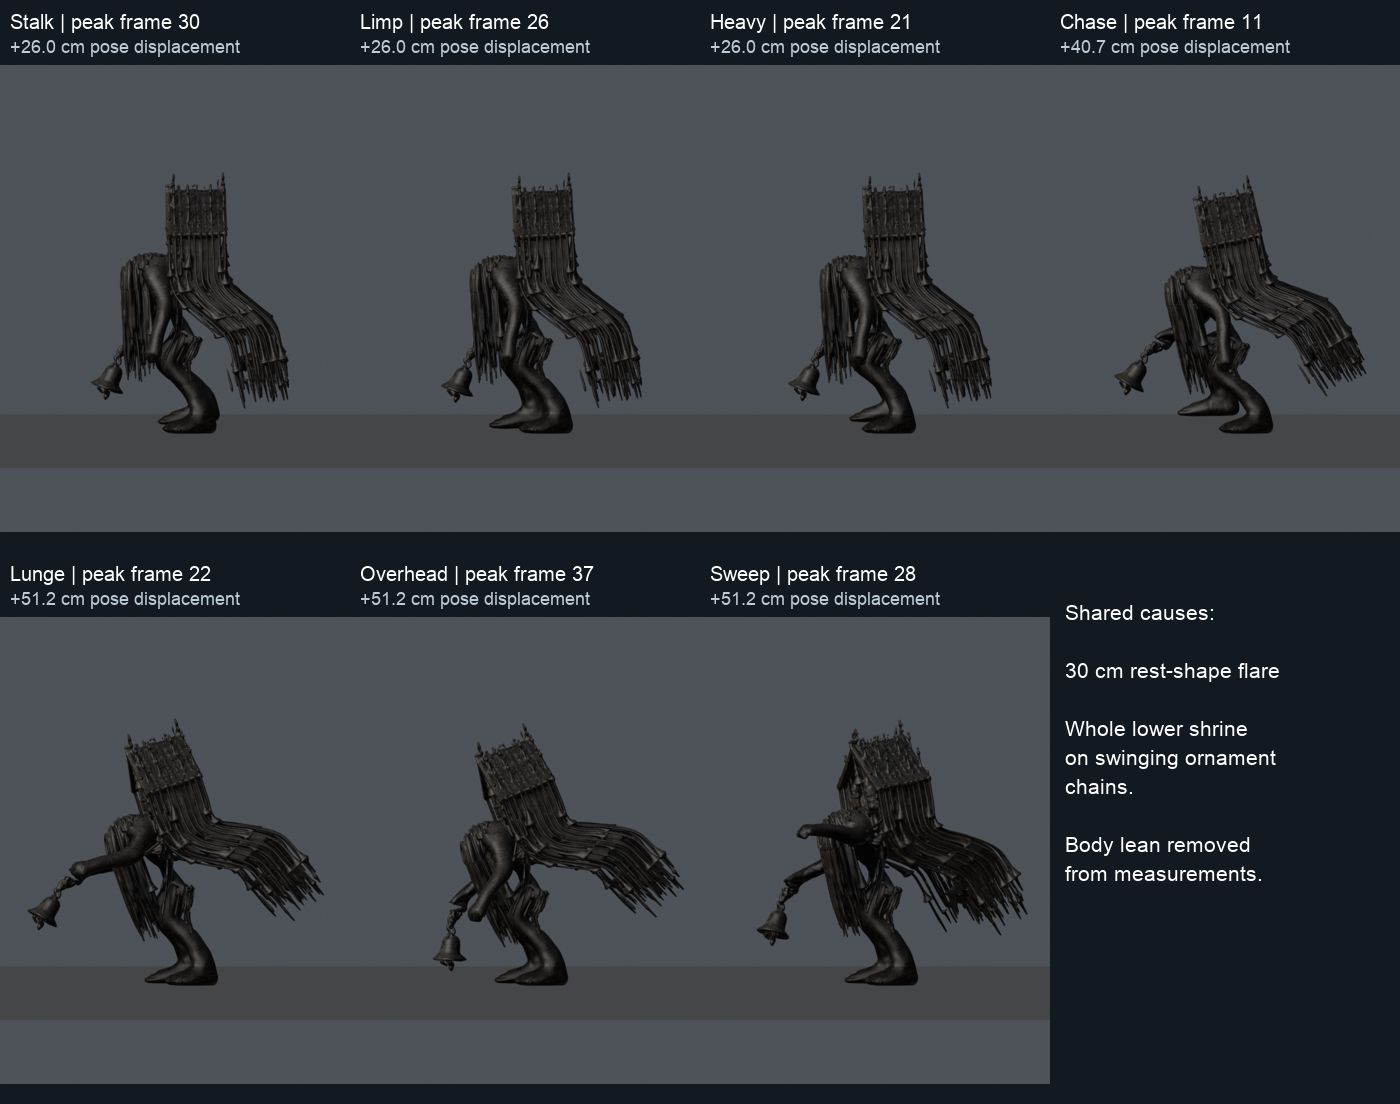 Stalk | peak frame 30
+26.0 cm pose displacement
Limp | peak frame 26
+26.0 cm pose displacement
Heavy | peak frame 21
+26.0 cm pose displacement
Chase | peak frame 11
+40.7 cm pose displacement
Lunge | peak frame 22
+51.2 cm pose displacement
Overhead | peak frame 37
+51.2 cm pose displacement
Sweep | peak frame 28
+51.2 cm pose displacement
Shared causes:
30 cm rest-shape flare
Whole lower shrine
on swinging ornament
chains.
Body lean removed
from measurements.